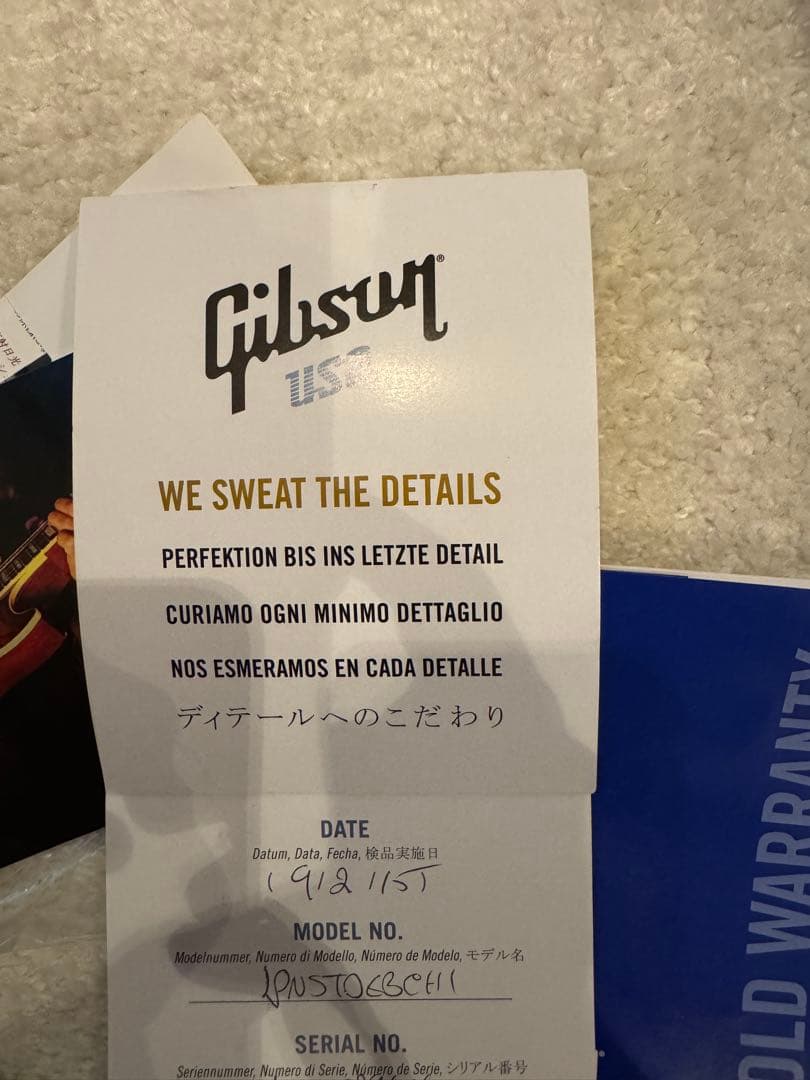 Gibson®
USA
WE SWEAT THE DETAILS
PERFEKTION BIS INS LETZTE DETAIL
CURIAMO OGNI MINIMO DETTAGLIO
NOS ESMERAMOS EN CADA DETALLE
ディテールへのこだわり
DATE
Datum, Data, Fecha, 検品実施日
MODEL NO.
Modelnummer, Numero di Modello, Número de Modelo, モデル名
LPNSTDEBCH1
SERIAL NO.
Seriennummer, Numero di Serie, Número de Serie, シリアル番号
OLD WARRANTY